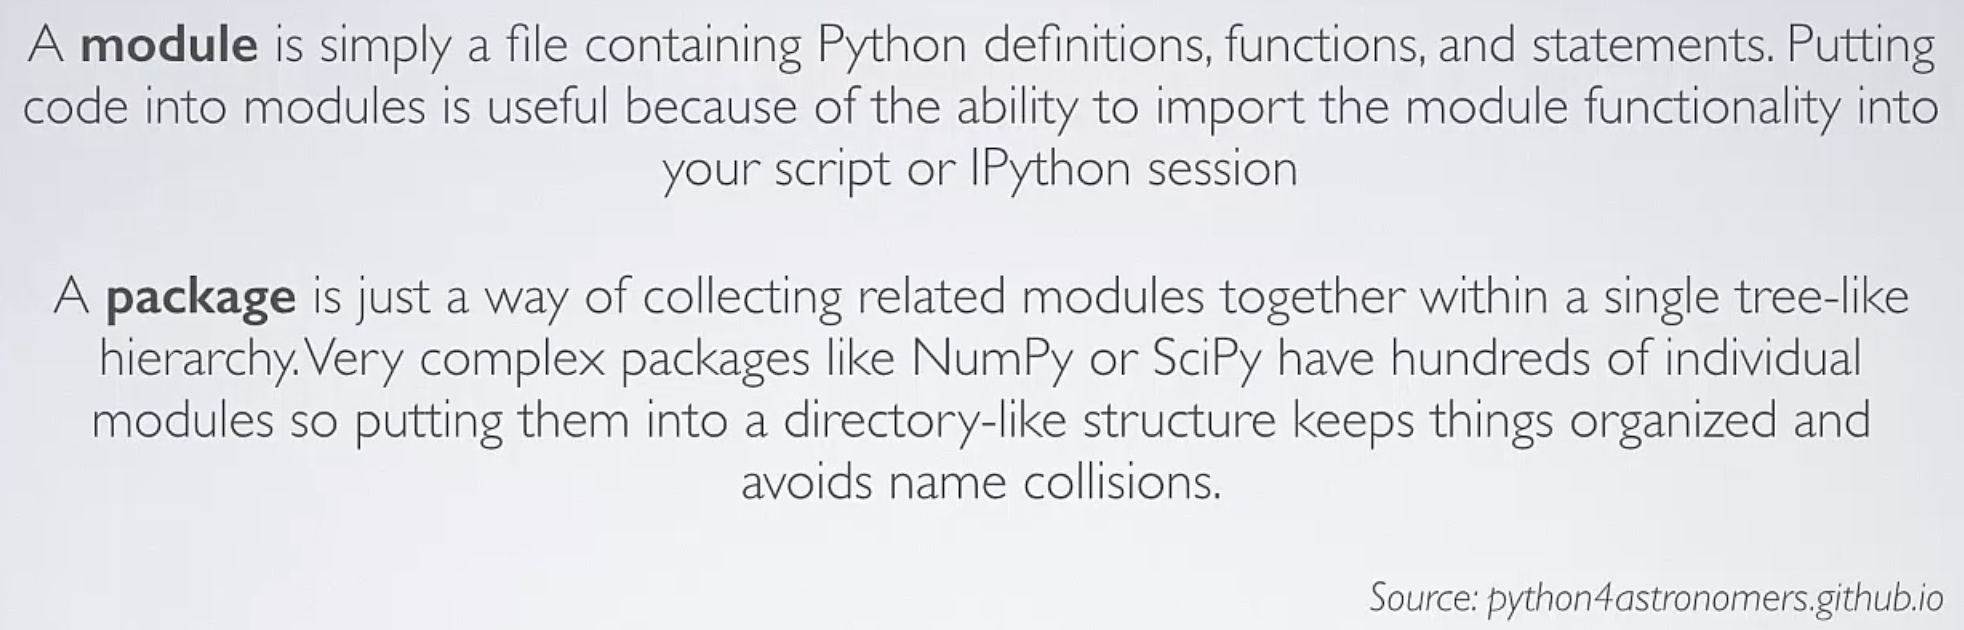 A module is simply a file containing Python definitions, functions, and statements. Putting
code into modules is useful because of the ability to import the module functionality into
your script or IPython session
A package is just a way of collecting related modules together within a single tree-like
hierarchy. Very complex packages like NumPy or SciPy have hundreds of individual
modules so putting them into a directory-like structure keeps things organized and
avoids name collisions.
Source: python4astronomers.github.io